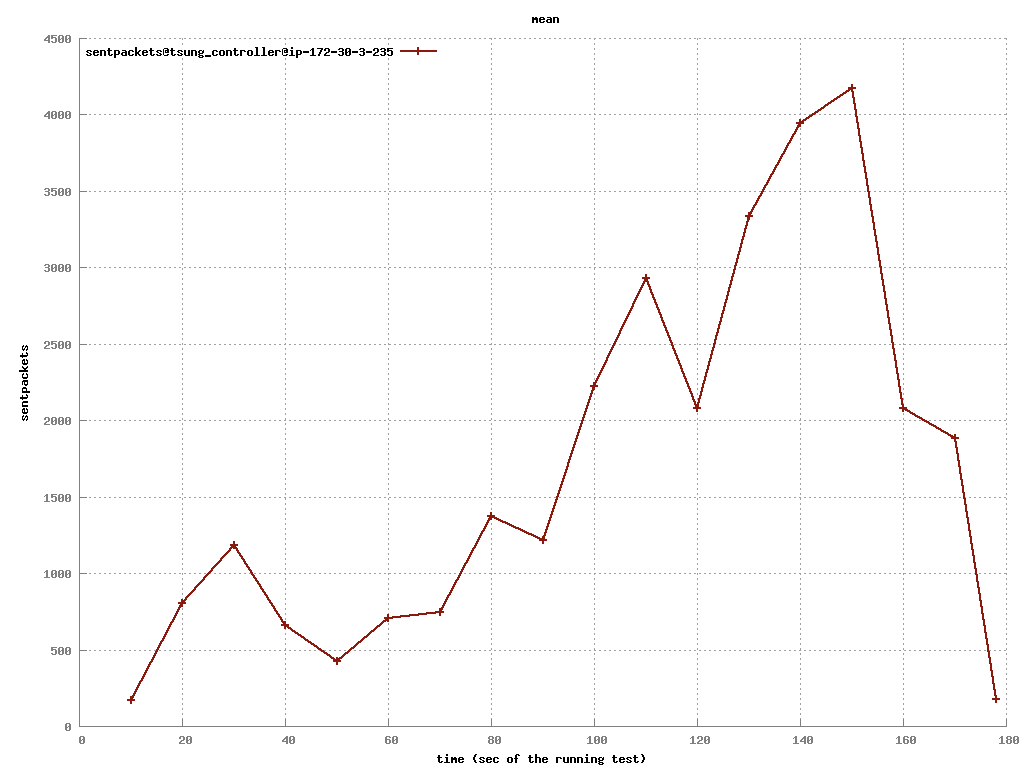 mean
4500
sentpackets@tsung_controller@ip-172-30-3-235
4000
3500
3000
2500
sentpackets
2000
1500
1000
500
0
0 20 40 60 80 100 120 140 160 180
time (sec of the running test)